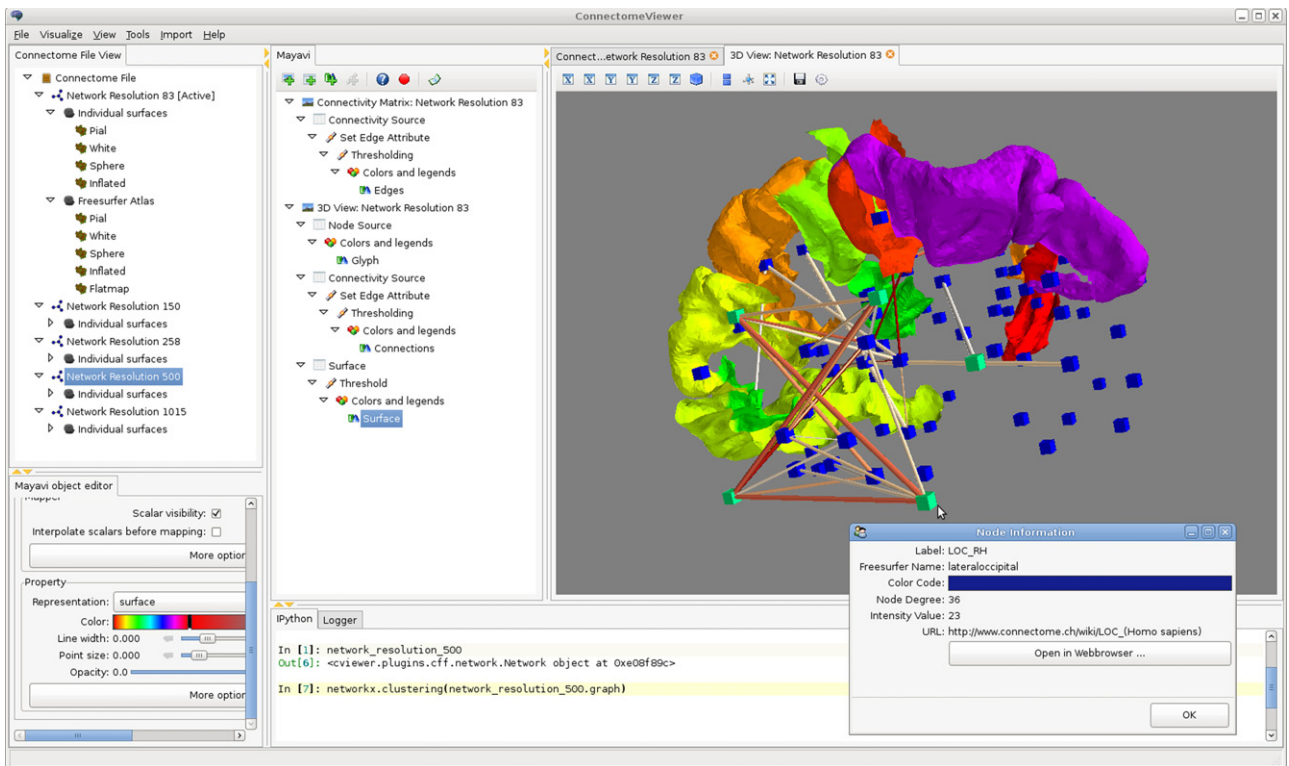 ConnectomeViewer
File Visualize View Tools Import Help
Connectome File View
Connectome File
Network Resolution 83 [Active]
Individual surfaces
Pial
White
Sphere
Inflated
Freesurfer Atlas
Pial
White
Sphere
Inflated
Flatmap
Network Resolution 150
Individual surfaces
Network Resolution 258
Individual surfaces
Network Resolution 500
Individual surfaces
Network Resolution 1015
Individual surfaces
Mayavi object editor
Mapper
Scalar visibility:
Interpolate scalars before mapping:
More option
Property
Representation: surface
Color:
Line width: 0.000
Point size: 0.000
Opacity: 0.0
More option
Mayavi
Connectivity Matrix: Network Resolution 83
Connectivity Source
Set Edge Attribute
Thresholding
Colors and legends
Edges
3D View: Network Resolution 83
Node Source
Colors and legends
Glyph
Connectivity Source
Set Edge Attribute
Thresholding
Colors and legends
Connections
Surface
Threshold
Colors and legends
Surface
Connect...etwork Resolution 83
3D View: Network Resolution 83
X X Y Y Z Z
IPython Logger
In [1]: network_resolution_500
Out[6]: <cviewer.plugins.cff.network.Network object at 0xe08f89c>
In [7]: networkx.clustering(network_resolution_500.graph)
Node Information
Label: LOC_RH
Freesurfer Name: lateraloccipital
Color Code:
Node Degree: 36
Intensity Value: 23
URL: http://www.connectome.ch/wiki/LOC_(Homo sapiens)
Open in Webbrowser ...
OK